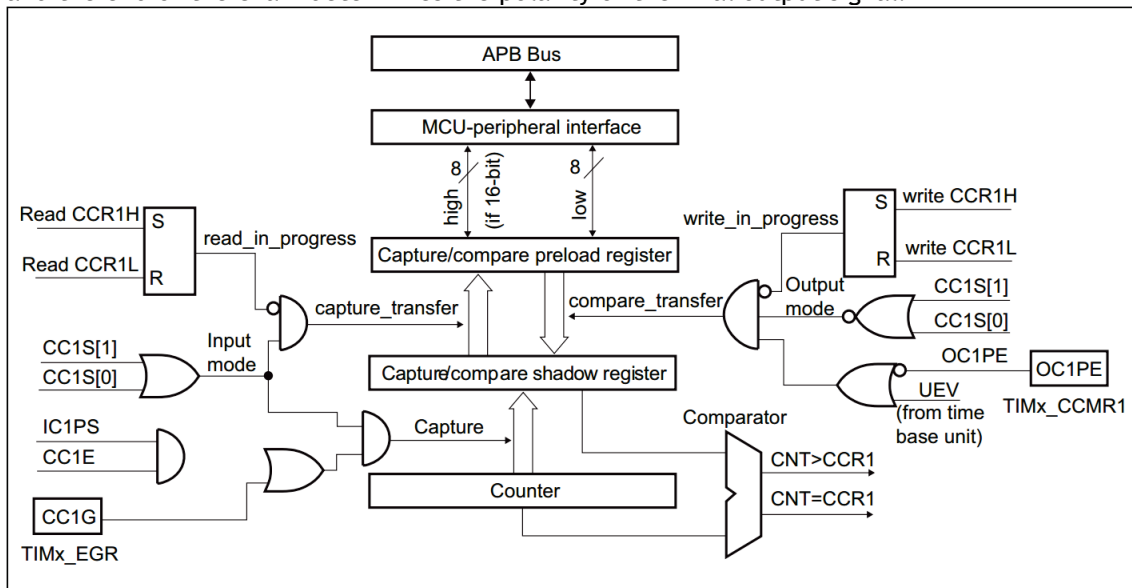 APB Bus
MCU-peripheral interface
8
high
(if 16-bit)
8
low
Read CCR1H
Read CCR1L
S
R
read_in_progress
write_in_progress
S
R
write CCR1H
write CCR1L
Capture/compare preload register
capture_transfer
compare_transfer
Output
mode
CC1S[1]
CC1S[0]
CC1S[1]
CC1S[0]
Input
mode
Capture/compare shadow register
OC1PE
OC1PE
UEV
(from time
base unit)
TIMx_CCMR1
IC1PS
CC1E
Capture
Comparator
Counter
CNT>CCR1
CNT=CCR1
CC1G
TIMx_EGR